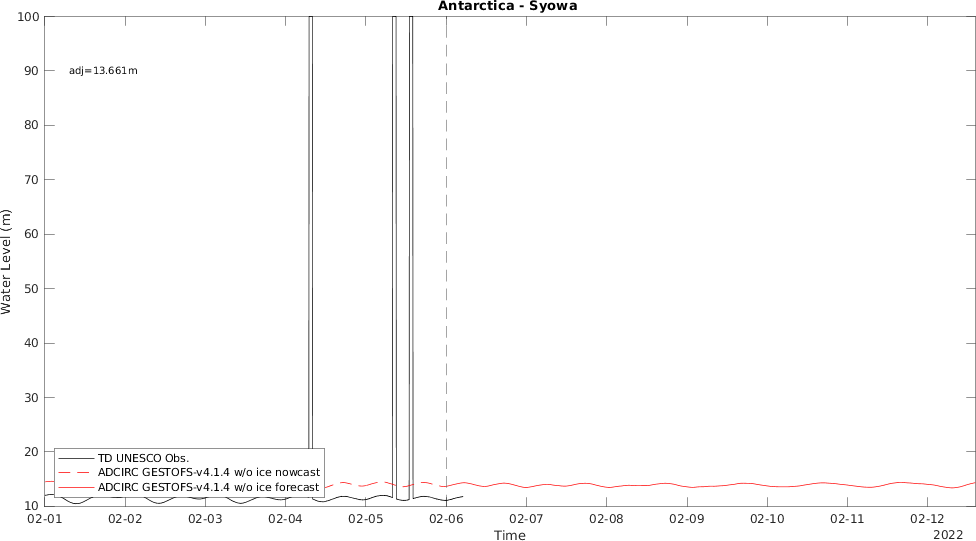 Antarctica - Syowa
100
90
80
70
60
50
40
30
20
10
Water Level (m)
adj=13.661m
TD UNESCO Obs.
ADCIRC GESTOFS-v4.1.4 w/o ice nowcast
ADCIRC GESTOFS-v4.1.4 w/o ice forecast
02-01 02-02 02-03 02-04 02-05 02-06 02-07 02-08 02-09 02-10 02-11 02-12
Time
2022